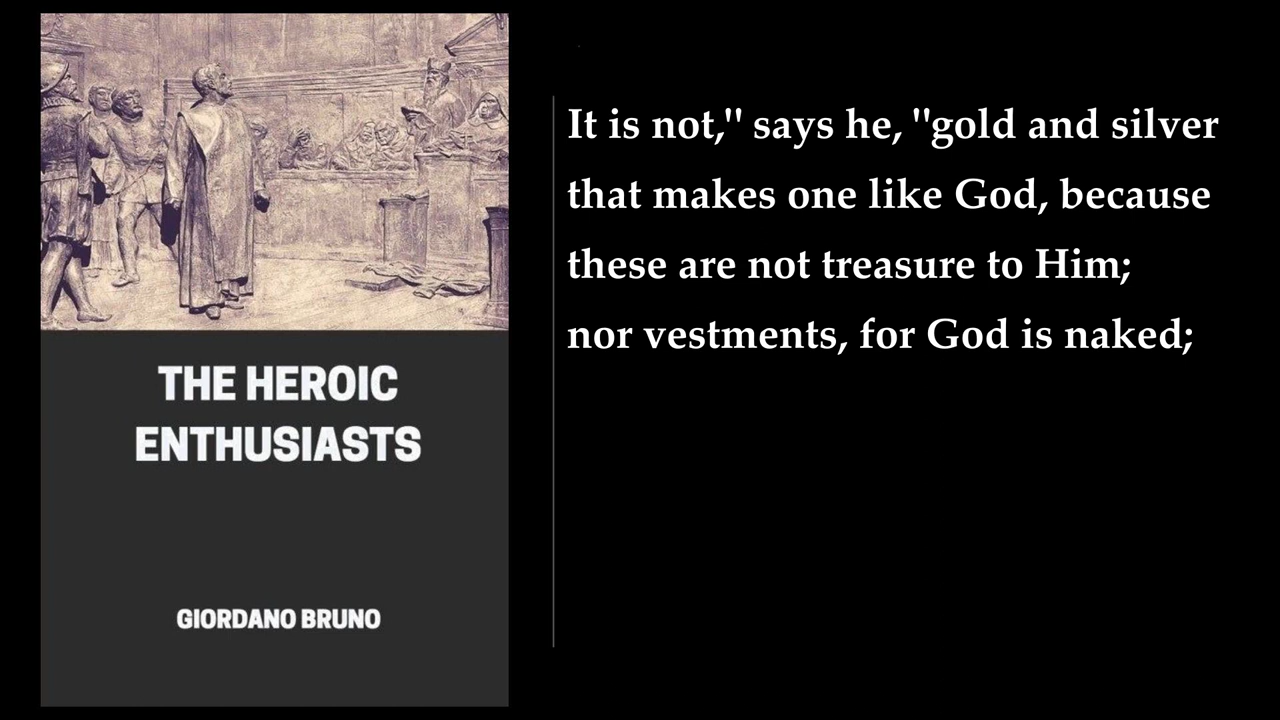 THE HEROIC
ENTHUSIASTS
GIORDANO BRUNO
It is not," says he, "gold and silver
that makes one like God, because
these are not treasure to Him;
nor vestments, for God is naked;